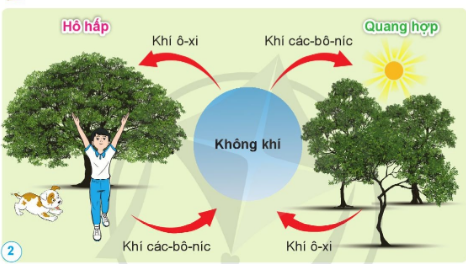 Hô hấp
Quang hợp
Khí ô-xi
Khí các-bô-níc
Không khí
Khí các-bô-níc
Khí ô-xi
2